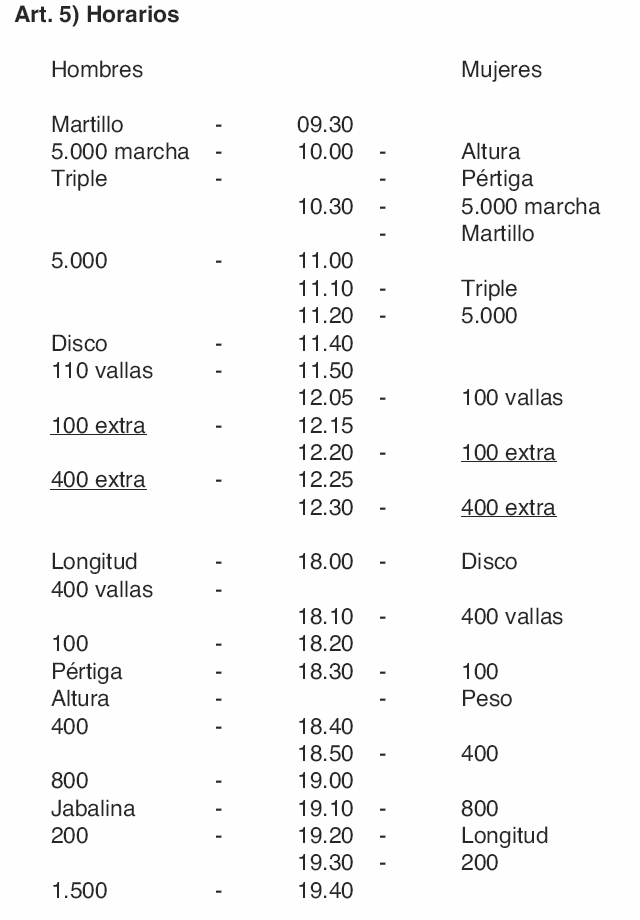 Art. 5) Horarios
Hombres Mujeres
Martillo - 09.30
5.000 marcha - 10.00 - Altura
Triple - - Pértiga
10.30 - 5.000 marcha
- Martillo
5.000 - 11.00
11.10 - Triple
11.20 - 5.000
Disco - 11.40
110 vallas - 11.50
12.05 - 100 vallas
100 extra - 12.15
12.20 - 100 extra
400 extra - 12.25
12.30 - 400 extra
Longitud - 18.00 - Disco
400 vallas -
18.10 - 400 vallas
100 - 18.20
Pértiga - 18.30 - 100
Altura - - Peso
400 - 18.40
18.50 - 400
800 - 19.00
Jabalina - 19.10 - 800
200 - 19.20 - Longitud
19.30 - 200
1.500 - 19.40